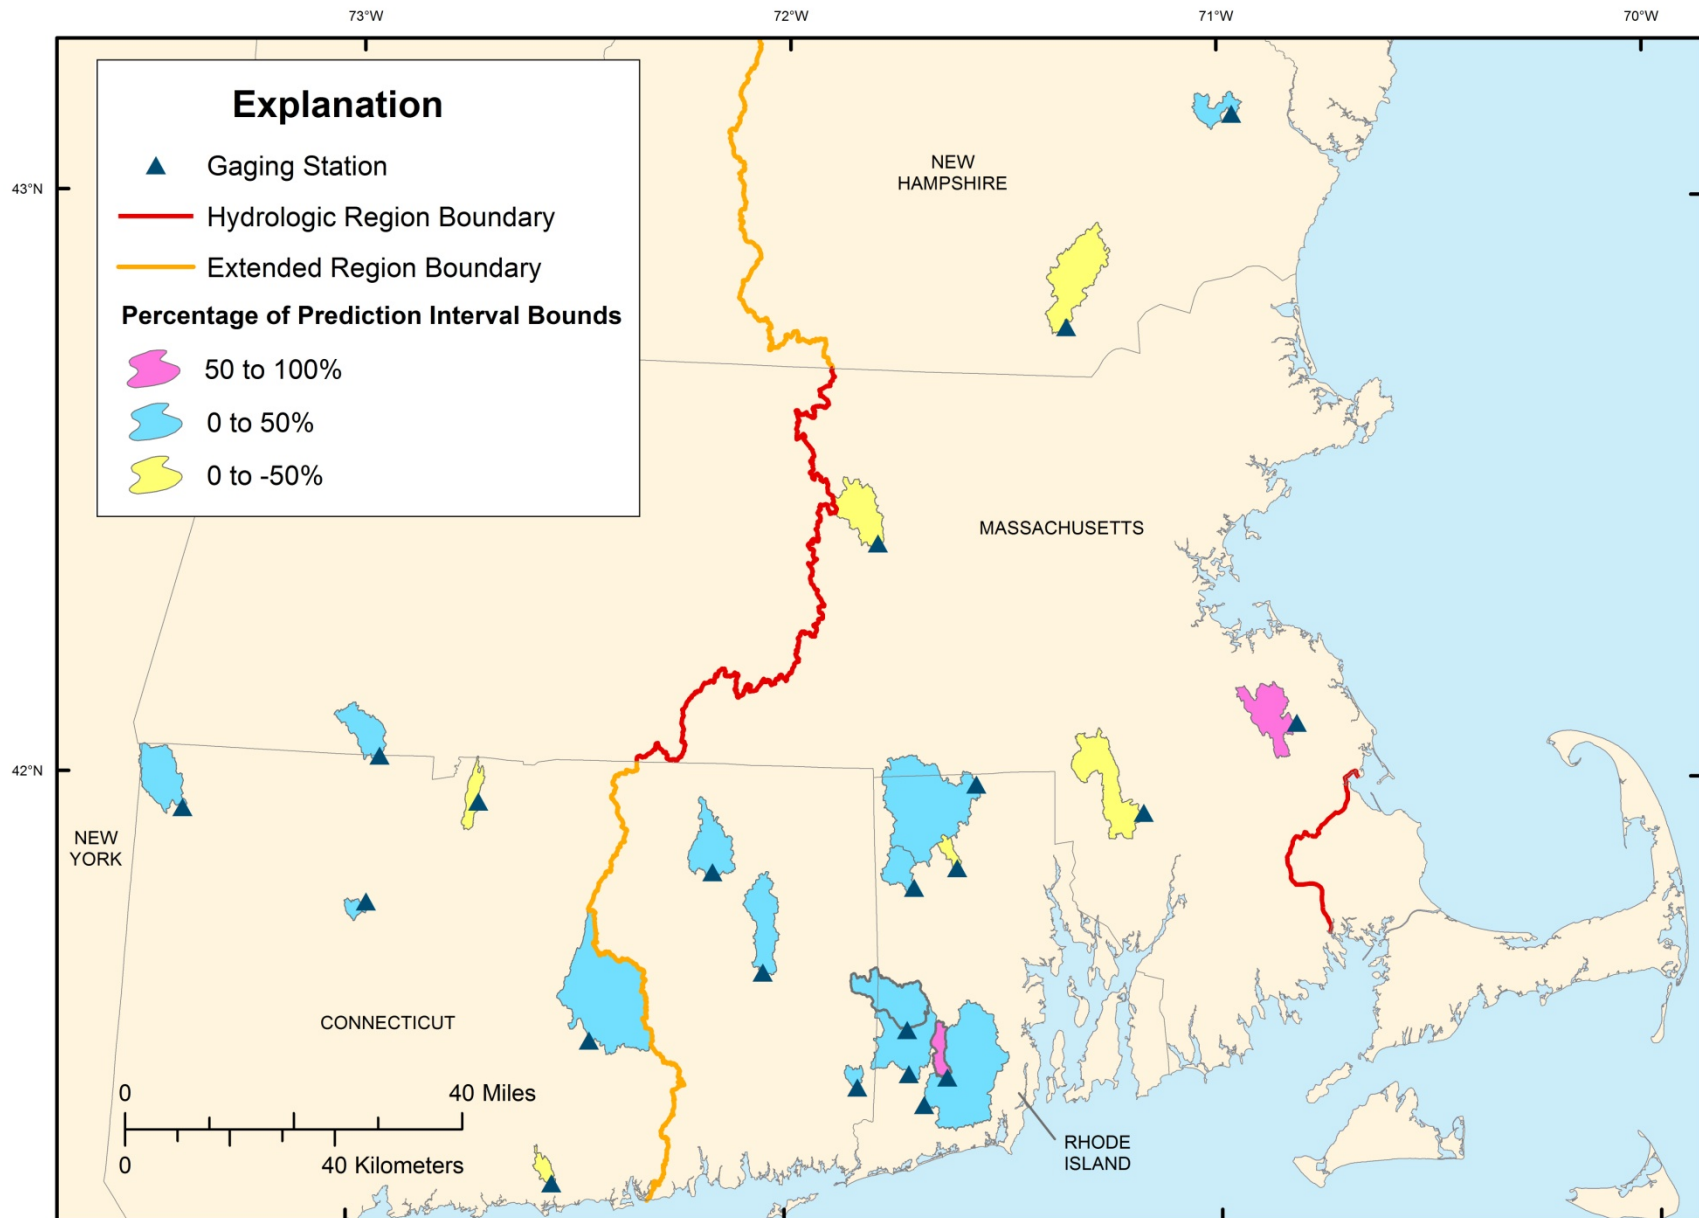 73°W
72°W
71°W
70°W
Explanation
Gaging Station
Hydrologic Region Boundary
Extended Region Boundary
Percentage of Prediction Interval Bounds
50 to 100%
0 to 50%
0 to -50%
43°N
NEW
HAMPSHIRE
MASSACHUSETTS
42°N
NEW
YORK
CONNECTICUT
0
40 Miles
0
40 Kilometers
RHODE
ISLAND